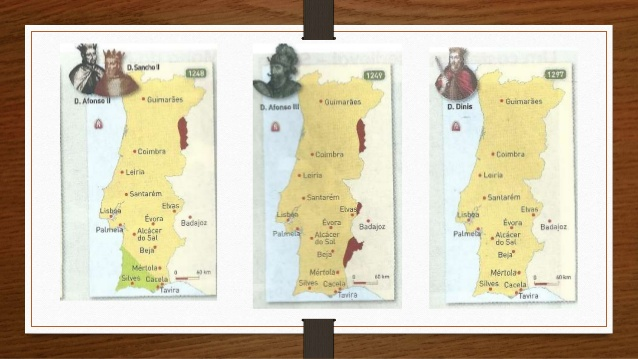 D. Sancho II
1248
D. Afonso II
Guimarães
Coimbra
Leiria
Santarém
Lisboa
Elvas
Évora
Badajoz
Palmela
Alcácer
do Sal
Beja
Mértola
0 60 km
Silves Cacela
Tavira
1249
D. Afonso III
Guimarães
Coimbra
Leiria
Santarém
Lisboa
Elvas
Évora
Badajoz
Palmela
Alcácer
do Sal
Beja
Mértola
0 60 km
Silves Cacela
Tavira
1297
D. Dinis
Guimarães
Coimbra
Leiria
Santarém
Lisboa
Elvas
Évora
Badajoz
Palmela
Alcácer
do Sal
Beja
Mértola
0 60 km
Silves Cacela
Tavira